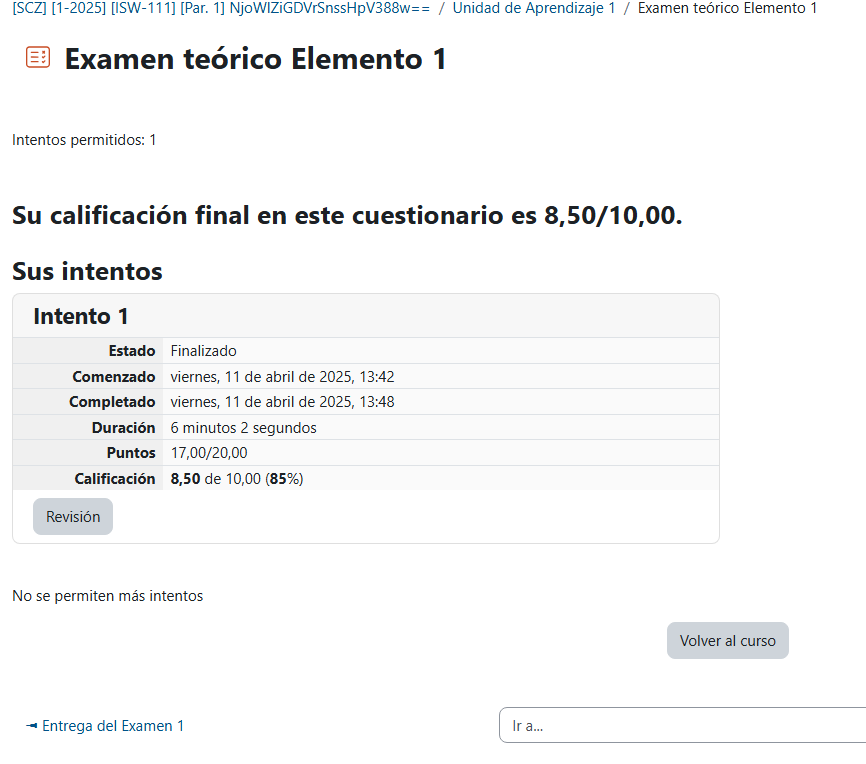 [SCZ] [1-2025] [ISW-111] [Par. 1] NjoWIZiGDVrSnssHpV388w== / Unidad de Aprendizaje 1 / Examen teórico Elemento 1
Examen teórico Elemento 1
Intentos permitidos: 1
Su calificación final en este cuestionario es 8,50/10,00.
Sus intentos
Intento 1
Estado Finalizado
Comenzado viernes, 11 de abril de 2025, 13:42
Completado viernes, 11 de abril de 2025, 13:48
Duración 6 minutos 2 segundos
Puntos 17,00/20,00
Calificación 8,50 de 10,00 (85%)
Revisión
No se permiten más intentos
Volver al curso
◄ Entrega del Examen 1
Ir a...